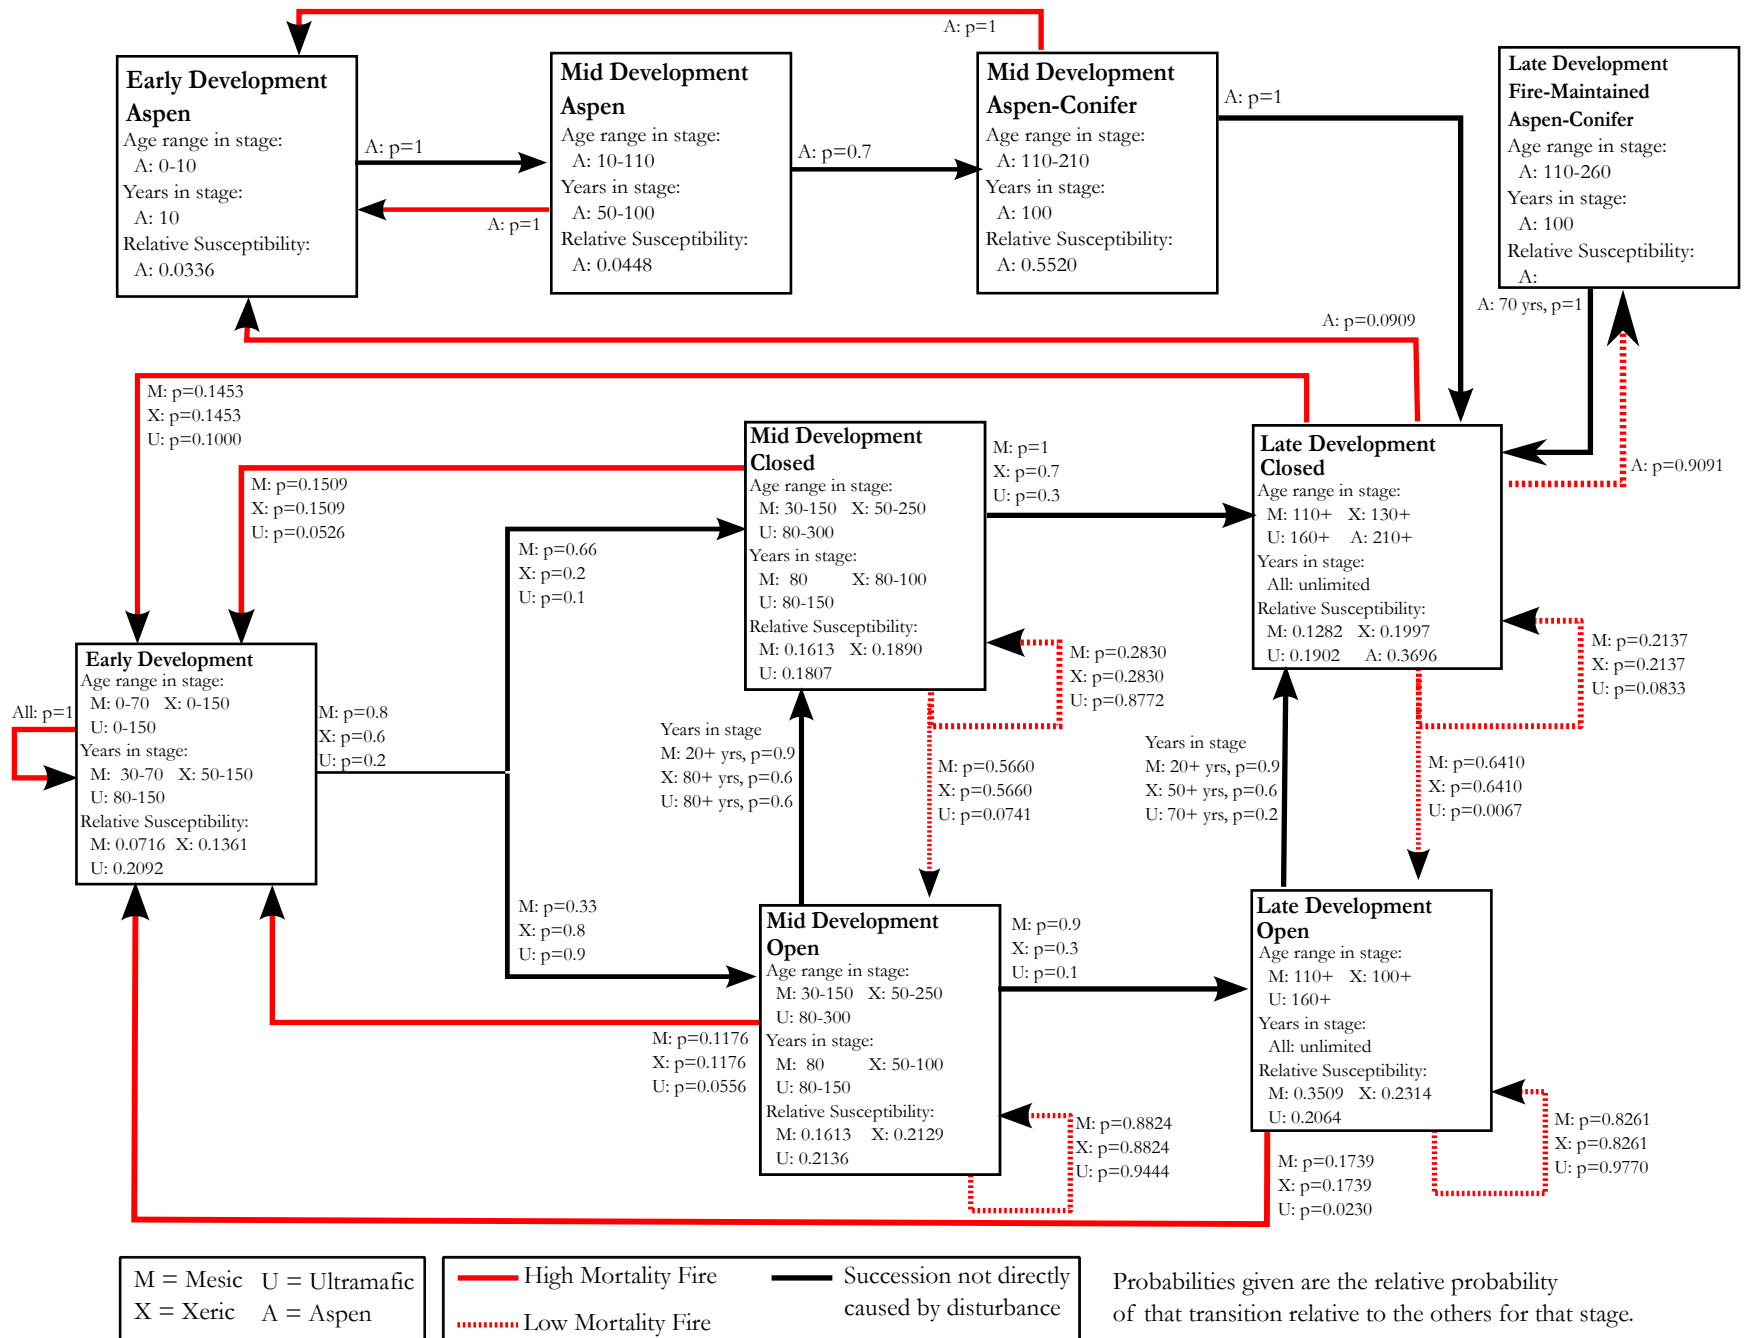 A: p=1
Early Development
Aspen
Age range in stage:
A: 0-10
Years in stage:
A: 10
Relative Susceptibility:
A: 0.0336
A: p=1
A: p=1
Mid Development
Aspen
Age range in stage:
A: 10-110
Years in stage:
A: 50-100
Relative Susceptibility:
A: 0.0448
A: p=0.7
Mid Development
Aspen-Conifer
Age range in stage:
A: 110-210
Years in stage:
A: 100
Relative Susceptibility:
A: 0.5520
A: p=1
Late Development
Fire-Maintained
Aspen-Conifer
Age range in stage:
A: 110-260
Years in stage:
A: 100
Relative Susceptibility:
A:
A: 70 yrs, p=1
A: p=0.0909
A: p=0.9091
M: p=0.1453
X: p=0.1453
U: p=0.1000
M: p=0.1509
X: p=0.1509
U: p=0.0526
Mid Development
Closed
Age range in stage:
M: 30-150 X: 50-250
U: 80-300
Years in stage:
M: 80 X: 80-100
U: 80-150
Relative Susceptibility:
M: 0.1613 X: 0.1890
U: 0.1807
M: p=1
X: p=0.7
U: p=0.3
Late Development
Closed
Age range in stage:
M: 110+ X: 130+
U: 160+ A: 210+
Years in stage:
All: unlimited
Relative Susceptibility:
M: 0.1282 X: 0.1997
U: 0.1902 A: 0.3696
M: p=0.66
X: p=0.2
U: p=0.1
All: p=1
Early Development
Age range in stage:
M: 0-70 X: 0-150
U: 0-150
Years in stage:
M: 30-70 X: 50-150
U: 80-150
Relative Susceptibility:
M: 0.0716 X: 0.1361
U: 0.2092
M: p=0.8
X: p=0.6
U: p=0.2
Years in stage
M: 20+ yrs, p=0.9
X: 80+ yrs, p=0.6
U: 80+ yrs, p=0.6
M: p=0.2830
X: p=0.2830
U: p=0.8772
M: p=0.5660
X: p=0.5660
U: p=0.0741
Years in stage
M: 20+ yrs, p=0.9
X: 50+ yrs, p=0.6
U: 70+ yrs, p=0.2
M: p=0.2137
X: p=0.2137
U: p=0.0833
M: p=0.6410
X: p=0.6410
U: p=0.0067
M: p=0.33
X: p=0.8
U: p=0.9
Mid Development
Open
Age range in stage:
M: 30-150 X: 50-250
U: 80-300
Years in stage:
M: 80 X: 50-100
U: 80-150
Relative Susceptibility:
M: 0.1613 X: 0.2129
U: 0.2136
M: p=0.9
X: p=0.3
U: p=0.1
Late Development
Open
Age range in stage:
M: 110+ X: 100+
U: 160+
Years in stage:
All: unlimited
Relative Susceptibility:
M: 0.3509 X: 0.2314
U: 0.2064
M: p=0.1176
X: p=0.1176
U: p=0.0556
M: p=0.8824
X: p=0.8824
U: p=0.9444
M: p=0.8261
X: p=0.8261
U: p=0.9770
M: p=0.1739
X: p=0.1739
U: p=0.0230
M = Mesic U = Ultramafic
X = Xeric A = Aspen
High Mortality Fire
Low Mortality Fire
Succession not directly
caused by disturbance
Probabilities given are the relative probability
of that transition relative to the others for that stage.